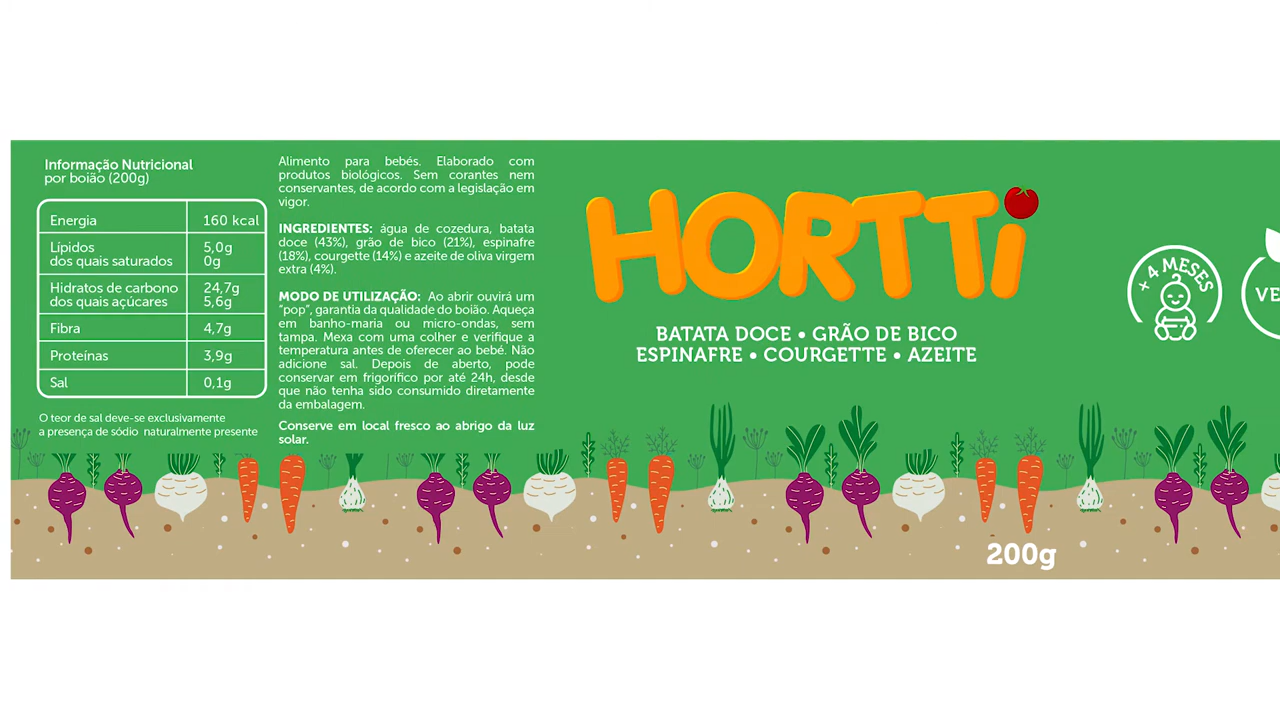 Informação Nutricional
por boião (200g)
Energia 160 kcal
Lípidos 5,0g
dos quais saturados 0g
Hidratos de carbono 24,7g
dos quais açúcares 5,6g
Fibra 4,7g
Proteínas 3,9g
Sal 0,1g
O teor de sal deve-se exclusivamente
a presença de sódio naturalmente presente
Alimento para bebés. Elaborado com
produtos biológicos. Sem corantes nem
conservantes, de acordo com a legislação em
vigor.
INGREDIENTES: água de cozedura, batata
doce (43%), grão de bico (21%), espinafre
(18%), courgette (14%) e azeite de oliva virgem
extra (4%).
MODO DE UTILIZAÇÃO: Ao abrir ouvirá um
"pop", garantia da qualidade do boião. Aqueça
em banho-maria ou micro-ondas, sem
tampa. Mexa com uma colher e verifique a
temperatura antes de oferecer ao bebé. Não
adicione sal. Depois de aberto, pode
conservar em frigorífico por até 24h, desde
que não tenha sido consumido diretamente
da embalagem.
Conserve em local fresco ao abrigo da luz
solar.
HORTTi
BATATA DOCE • GRÃO DE BICO
ESPINAFRE • COURGETTE • AZEITE
+ 4 MESES
VE
200g